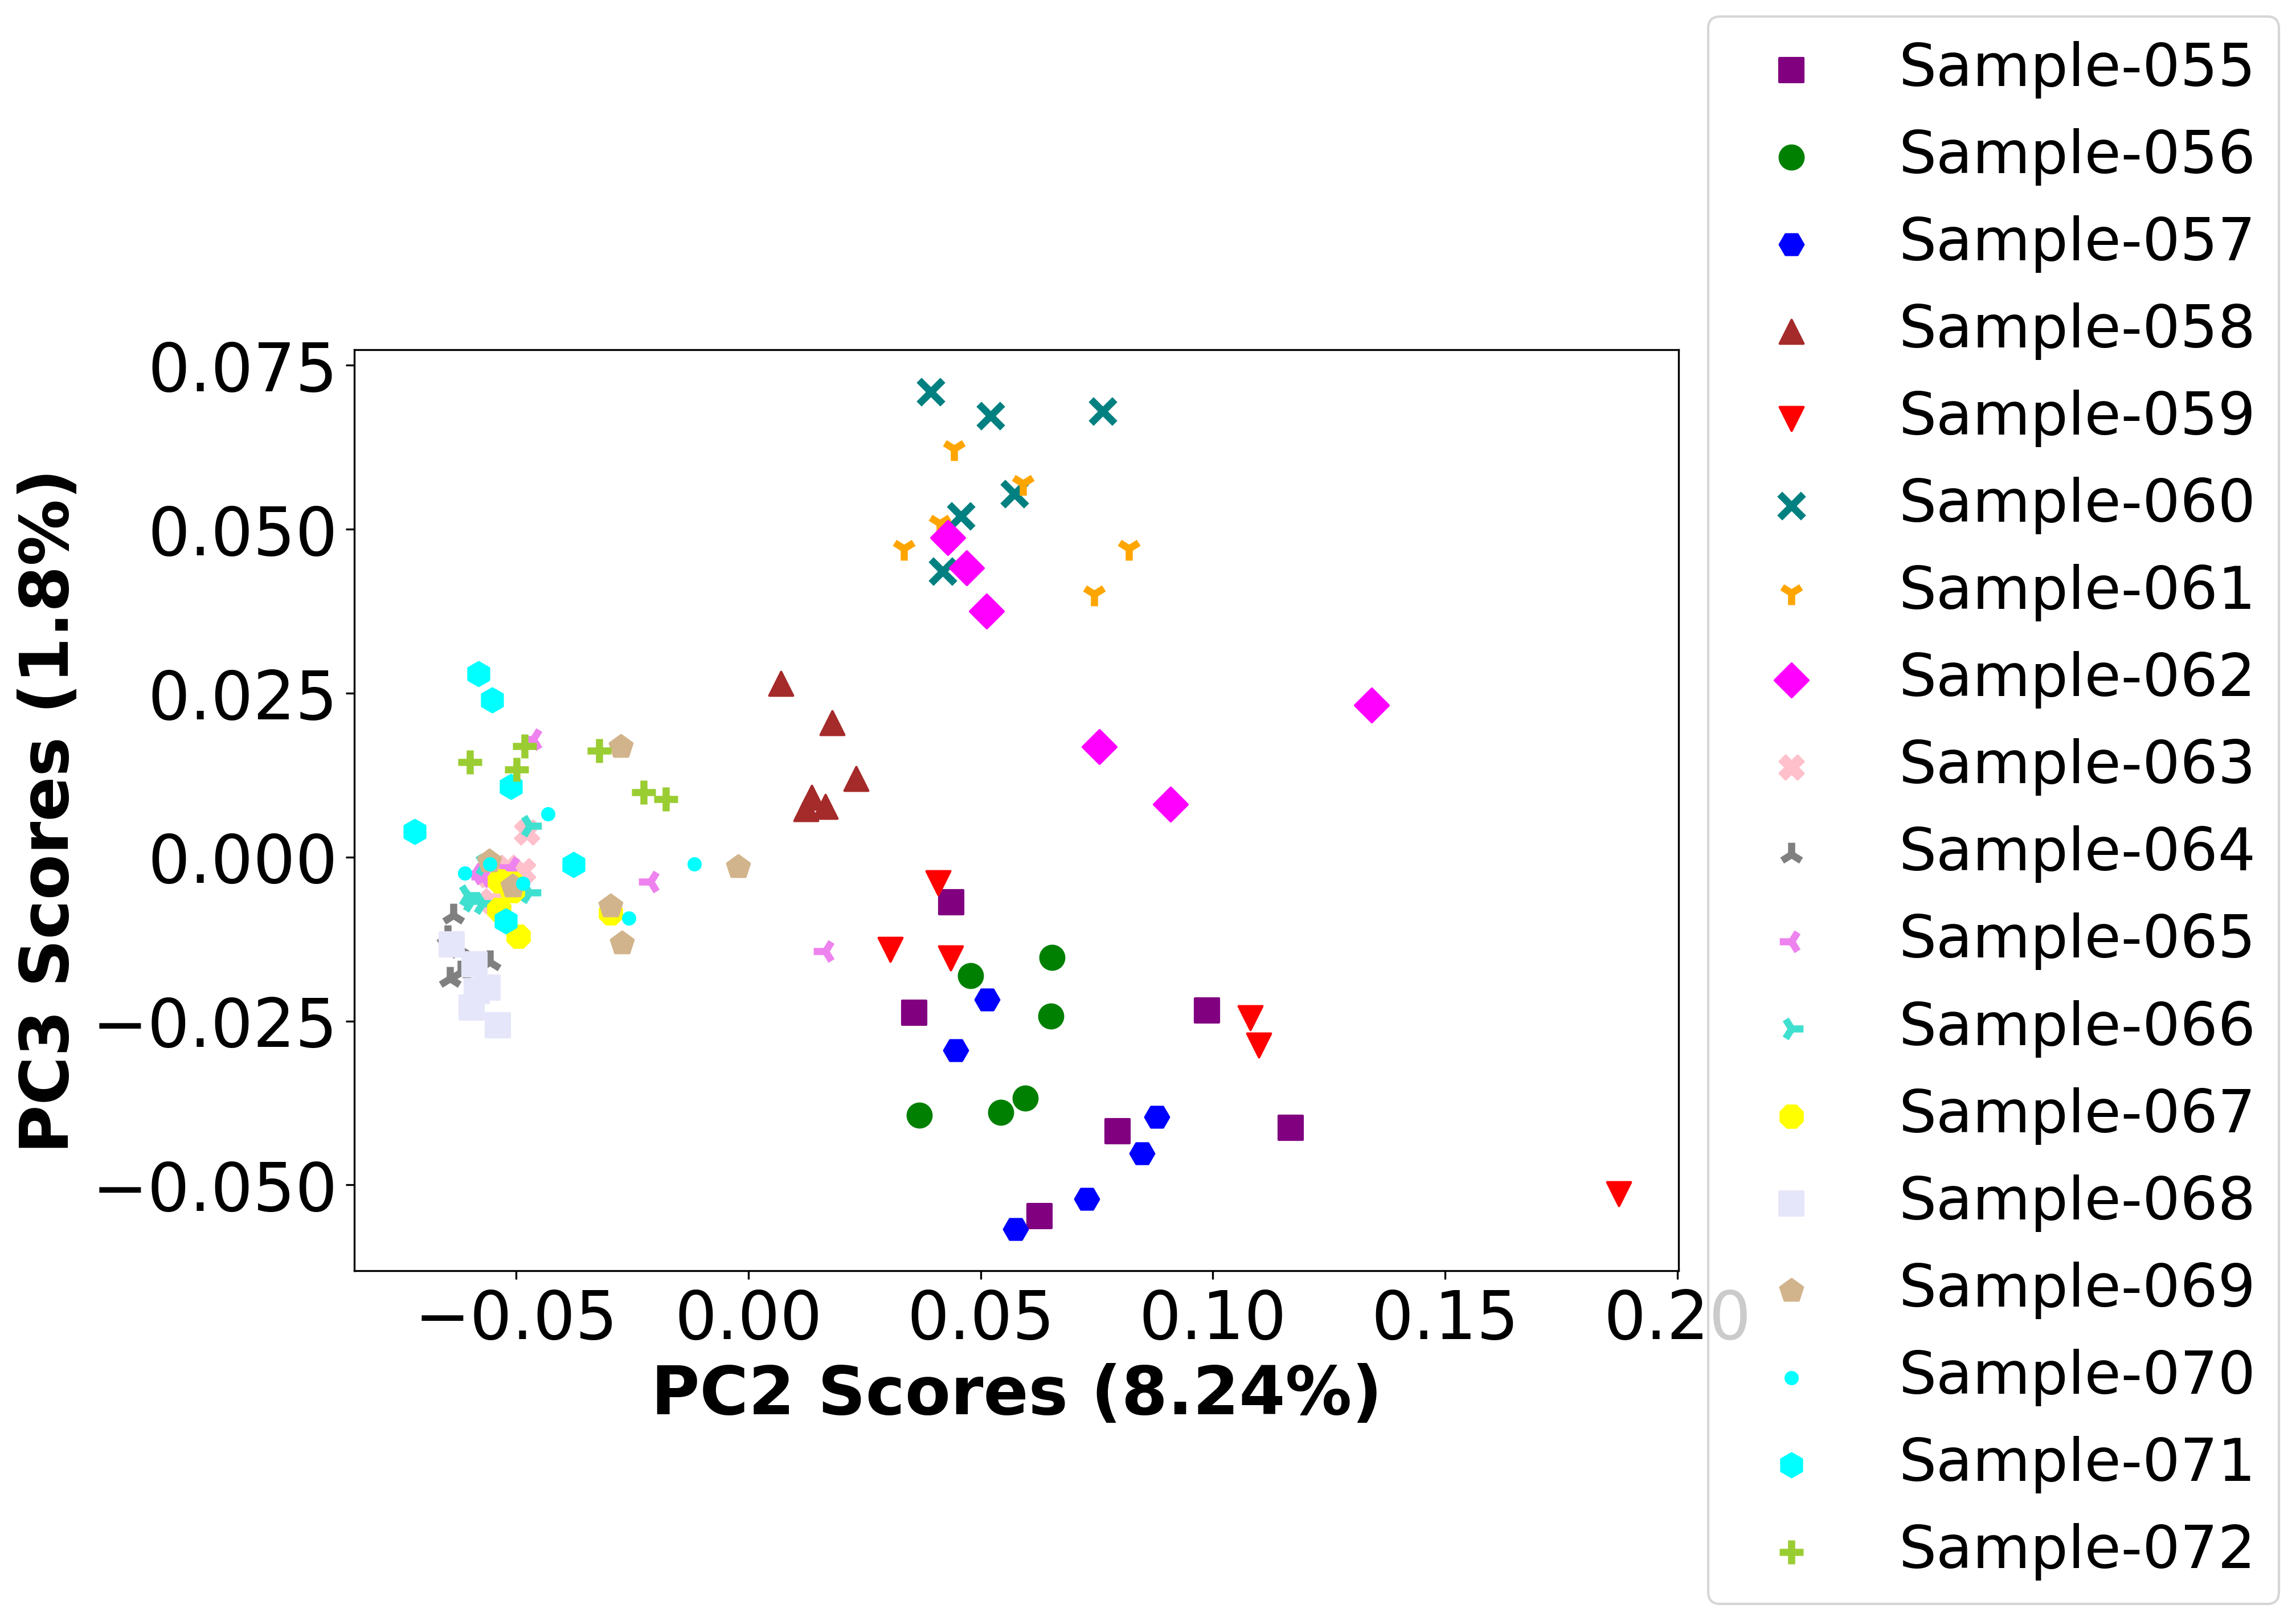 Sample-055
Sample-056
Sample-057
Sample-058
Sample-059
Sample-060
Sample-061
Sample-062
Sample-063
Sample-064
Sample-065
Sample-066
Sample-067
Sample-068
Sample-069
Sample-070
Sample-071
Sample-072
PC3 Scores (1.8%)
0.075
0.050
0.025
0.000
−0.025
−0.050
−0.05 0.00 0.05 0.10 0.15 0.20
PC2 Scores (8.24%)